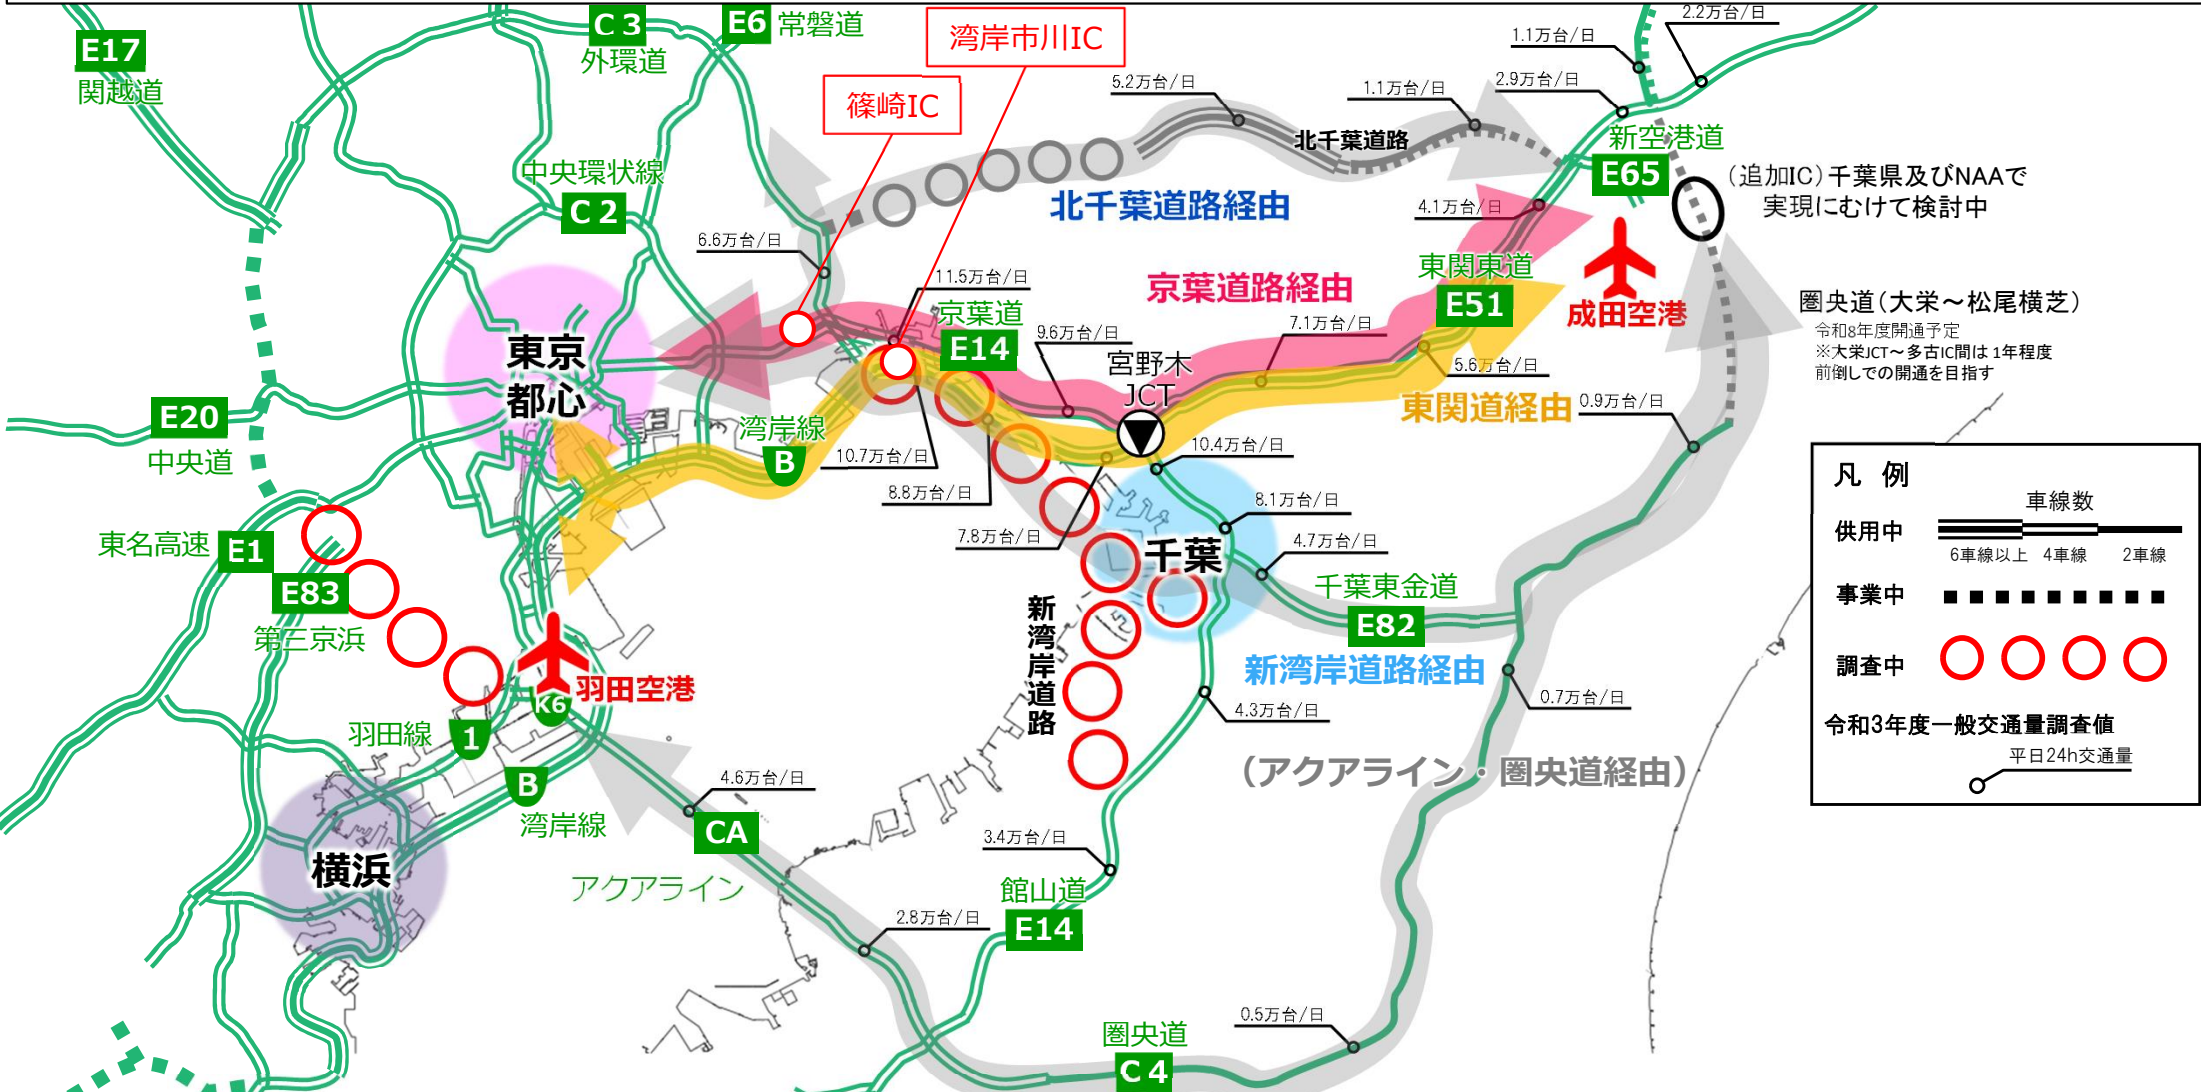 E17
関越道
C3
外環道
E6 常磐道
湾岸市川IC
篠崎IC
5.2万台/日
1.1万台/日
1.1万台/日
2.9万台/日
2.2万台/日
北千葉道路
新空港道
E65
(追加IC)千葉県及びNAAで
実現にむけて検討中
中央環状線
C2
北千葉道路経由
4.1万台/日
6.6万台/日
11.5万台/日
京葉道路経由
東関東道
E51
成田空港
圏央道(大栄～松尾横芝)
令和8年度開通予定
※大栄JCT～多古IC間は1年程度
前倒しでの開通を目指す
京葉道
E14
9.6万台/日
7.1万台/日
宮野木
JCT
5.6万台/日
東京
都心
東関道経由
0.9万台/日
E20
中央道
湾岸線
B
10.7万台/日
10.4万台/日
8.8万台/日
8.1万台/日
7.8万台/日
4.7万台/日
千葉
東名高速 E1
E83
第三京浜
千葉東金道
E82
新湾岸道路
新湾岸道路経由
羽田空港
K6
羽田線
1
4.3万台/日
0.7万台/日
B
湾岸線
4.6万台/日
CA
アクアライン
(アクアライン・圏央道経由)
横浜
3.4万台/日
館山道
E14
2.8万台/日
0.5万台/日
圏央道
C4
凡 例
車線数
供用中
6車線以上 4車線 2車線
事業中
調査中
令和3年度一般交通量調査値
平日24h交通量